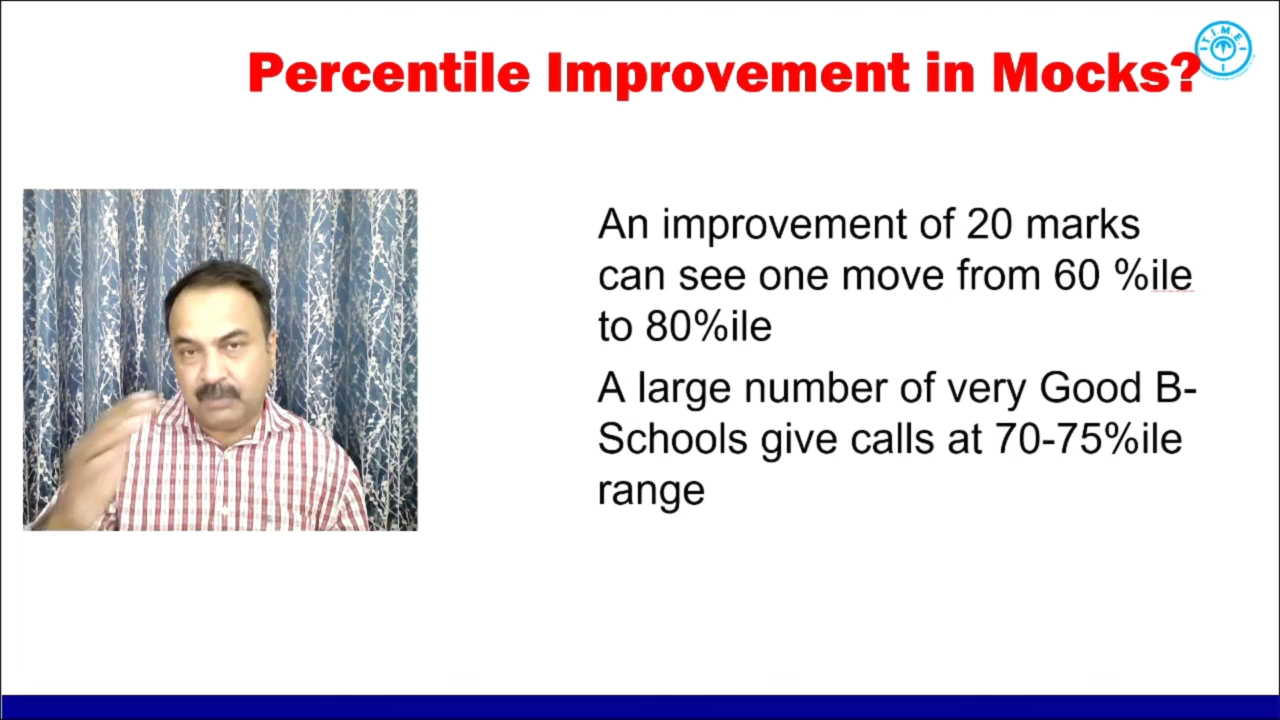 Percentile Improvement in Mocks?
T.I.M.E.
An improvement of 20 marks
can see one move from 60 %ile
to 80%ile
A large number of very Good B-
Schools give calls at 70-75%ile
range